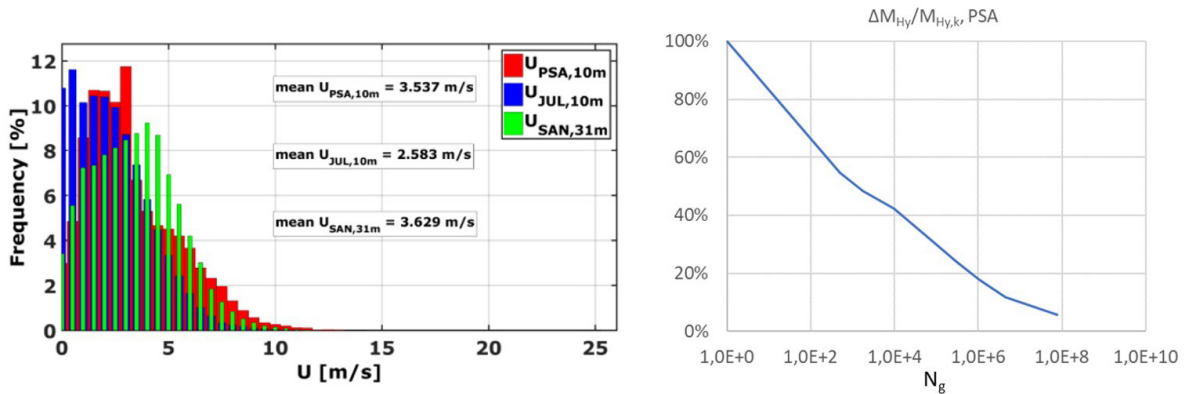 12
10
8
6
4
2
0
Frequency [%]
0 5 10 15 20 25
U [m/s]
mean U_PSA,10m = 3.537 m/s
mean U_JUL,10m = 2.583 m/s
mean U_SAN,31m = 3.629 m/s
U_PSA,10m
U_JUL,10m
U_SAN,31m
ΔM_Hy/M_Hy,k, PSA
100%
80%
60%
40%
20%
0%
1,0E+0 1,0E+2 1,0E+4 1,0E+6 1,0E+8 1,0E+10
N_g